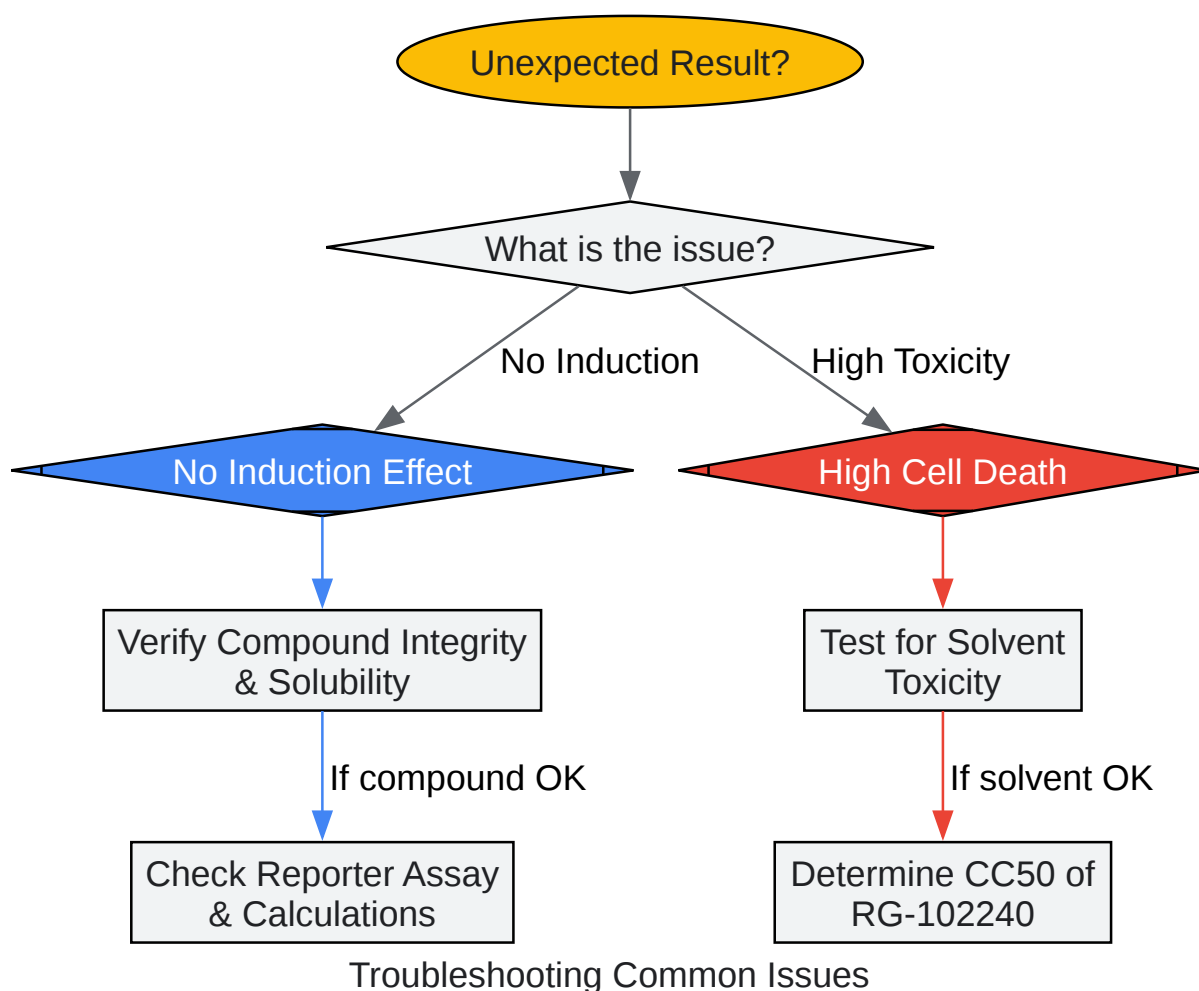 Unexpected Result?
What is the issue?
No Induction
High Toxicity
No Induction Effect
High Cell Death
Verify Compound Integrity
& Solubility
Test for Solvent
Toxicity
If compound OK
If solvent OK
Check Reporter Assay
& Calculations
Determine CC50 of
RG-102240
Troubleshooting Common Issues